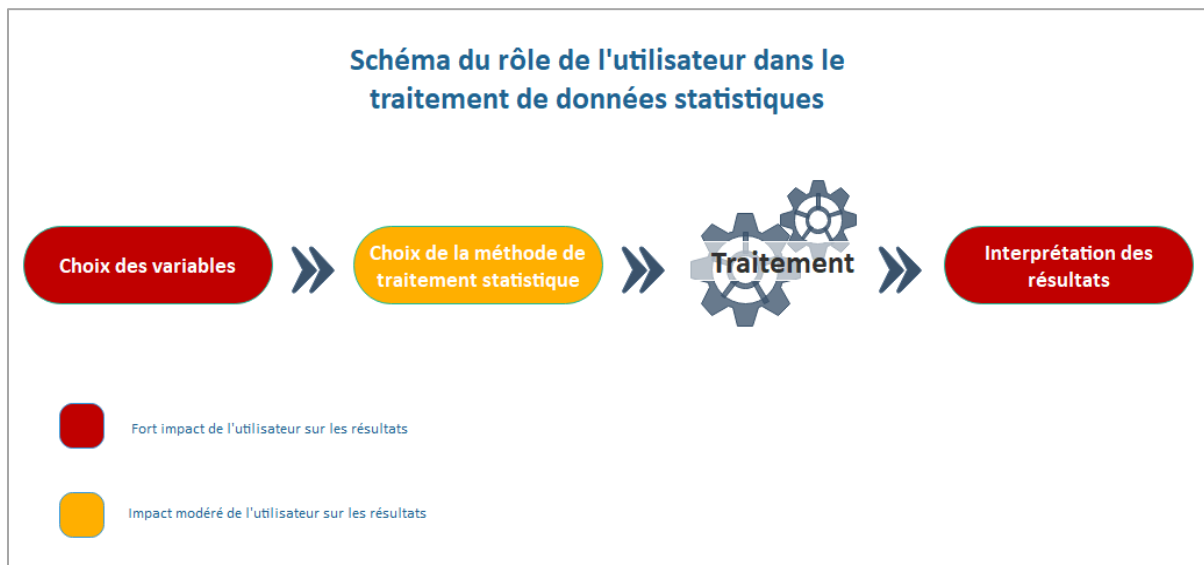 Schéma du rôle de l'utilisateur dans le
traitement de données statistiques
Choix des variables
Choix de la méthode de
traitement statistique
Traitement
Interprétation des
résultats
Fort impact de l'utilisateur sur les résultats
Impact modéré de l'utilisateur sur les résultats